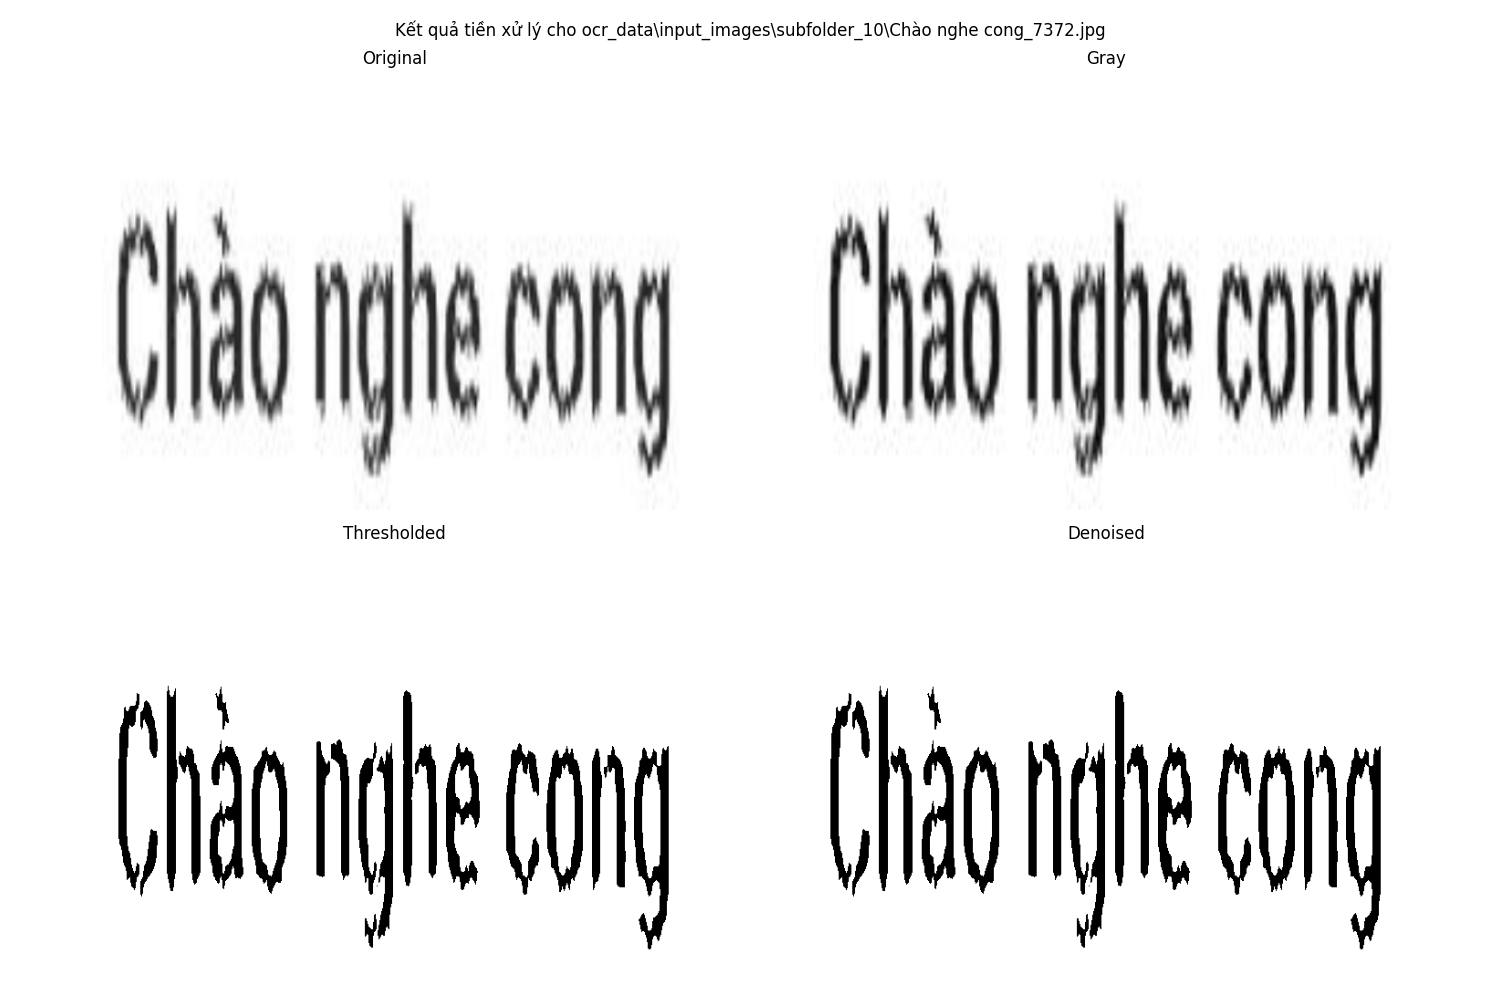 Kết quả tiền xử lý cho ocr_data\input_images\subfolder_10\Chào nghe cong_7372.jpg
Original
Gray
Chào nghe cong
Chào nghe cong
Thresholded
Denoised
Chào nghe cong
Chào nghe cong